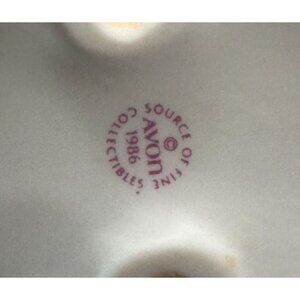 SOURCE OF FINE COLLECTIBLES
©
AVON
1986